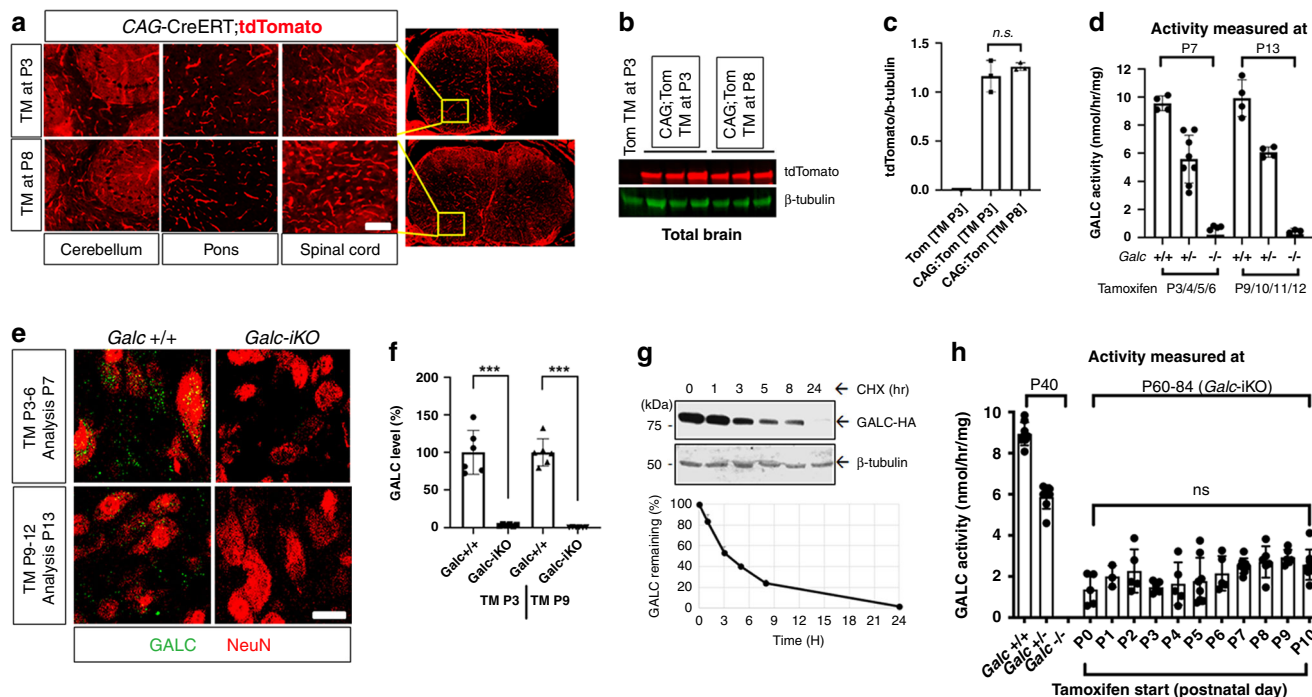 a
CAG-CreERT;tdTomato
TM at P3
TM at P8
Cerebellum
Pons
Spinal cord
b
Tom TM at P3
CAG;Tom
TM at P3
CAG;Tom
TM at P8
tdTomato
β-tubulin
Total brain
c
n.s.
tdTomato/b-tubulin
1.5
1.0
0.5
0.0
Tom [TM P3]
CAG:Tom [TM P3]
CAG:Tom [TM P8]
d
Activity measured at
P7
P13
GALC activity (nmol/hr/mg)
12
10
8
6
4
2
0
Galc +/+ +/- -/- +/+ +/- -/-
Tamoxifen P3/4/5/6 P9/10/11/12
e
Galc +/+
Galc-iKO
TM P3-6
Analysis P7
TM P9-12
Analysis P13
GALC NeuN
f
*** ***
GALC level (%)
200
150
100
50
0
Galc+/+
Galc-iKO
Galc+/+
Galc-iKO
TM P3 TM P9
g
0 1 3 5 8 24 CHX (hr)
(kDa)
75 -
GALC-HA
50 -
β-tubulin
GALC remaining (%)
100
80
60
40
20
0
0 3 6 9 12 15 18 21 24
Time (H)
h
Activity measured at
P40
P60-84 (Galc-iKO)
ns
GALC activity (nmol/hr/mg)
10
8
6
4
2
0
Galc +/+
Galc +/-
Galc -/-
P0
P1
P2
P3
P4
P5
P6
P7
P8
P9
P10
Tamoxifen start (postnatal day)